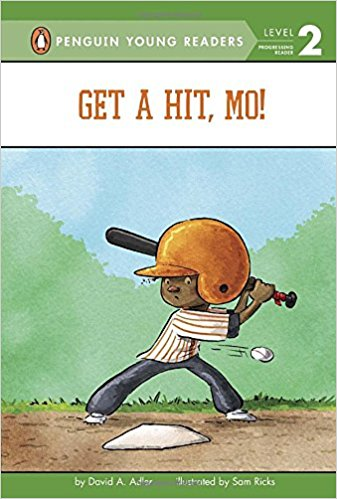 PENGUIN YOUNG READERS
LEVEL 2
PROGRESSING
READER
GET A HIT, MO!
by David A. Adler illustrated by Sam Ricks